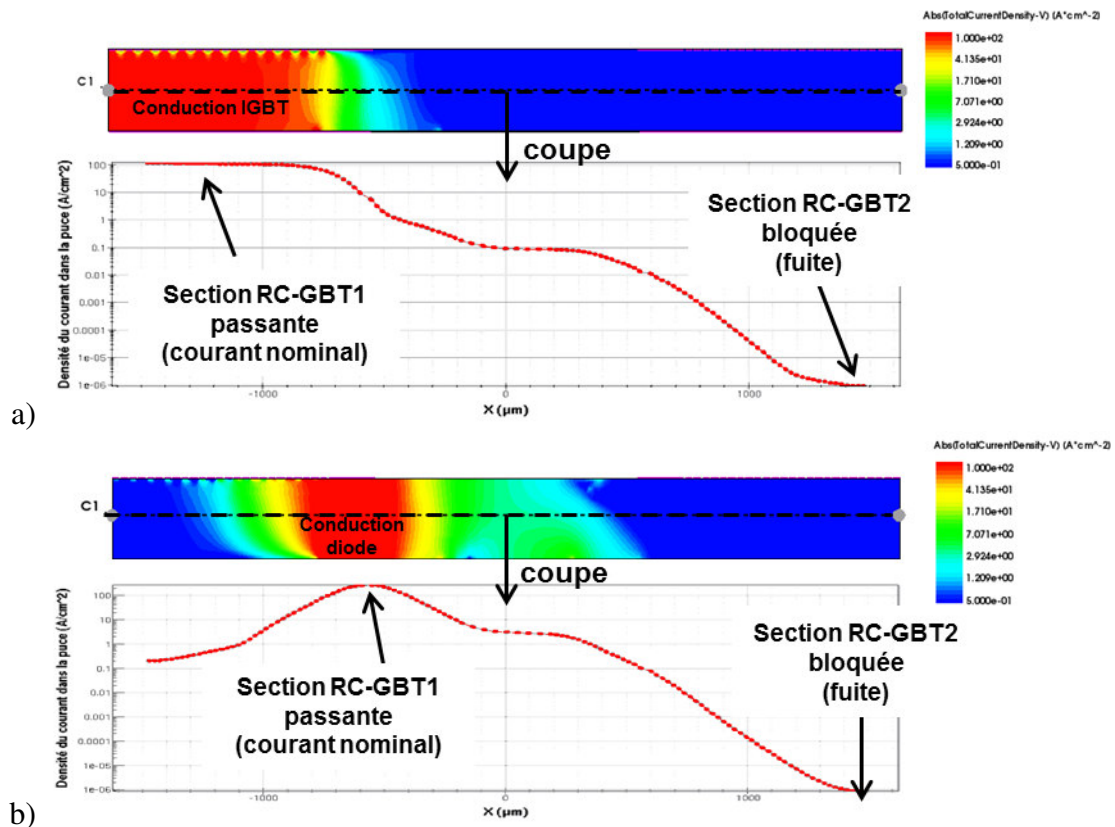 Abs(TotalCurrentDensity-V) (A*cm^-2)
1.000e+02
4.135e+01
1.710e+01
7.071e+00
2.924e+00
1.209e+00
5.000e-01
C1
Conduction IGBT
coupe
Densité du courant dans la puce (A/cm^2)
100
10
1
0.1
0.01
0.001
0.0001
1e-05
1e-06
Section RC-GBT1
passante
(courant nominal)
Section RC-GBT2
bloquée
(fuite)
-1000
0
1000
X (µm)
a)
Abs(TotalCurrentDensity-V) (A*cm^-2)
1.000e+02
4.135e+01
1.710e+01
7.071e+00
2.924e+00
1.209e+00
5.000e-01
C1
Conduction
diode
coupe
Densité du courant dans la puce (A/cm^2)
100
10
1
0.1
0.01
0.001
0.0001
1e-05
1e-06
Section RC-GBT1
passante
(courant nominal)
Section RC-GBT2
bloquée
(fuite)
-1000
0
1000
X (µm)
b)